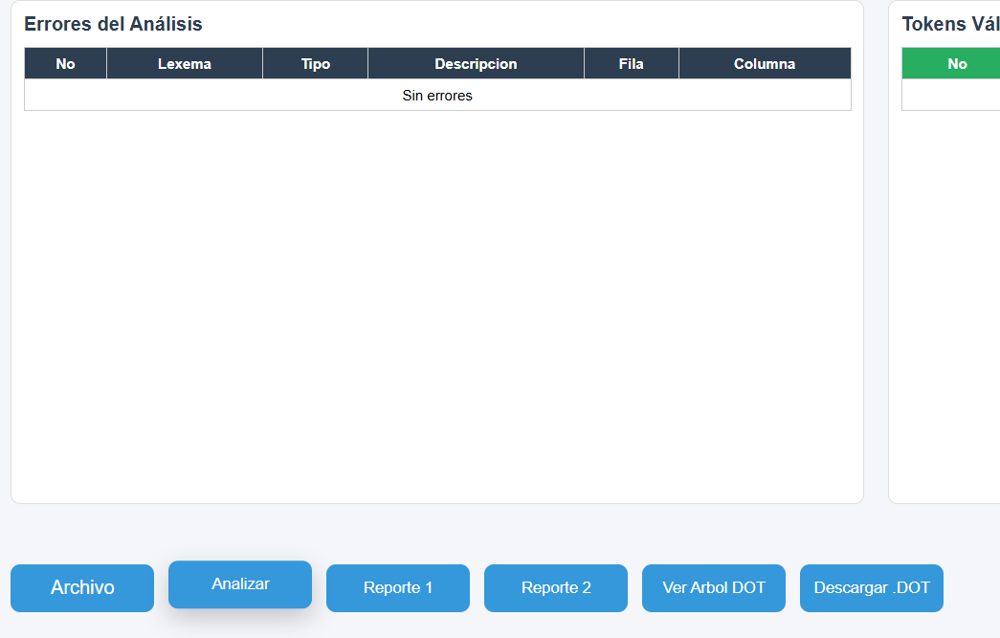 Errores del Análisis
No Lexema Tipo Descripcion Fila Columna
Sin errores
Tokens Vál
No
Archivo Analizar Reporte 1 Reporte 2 Ver Arbol DOT Descargar .DOT